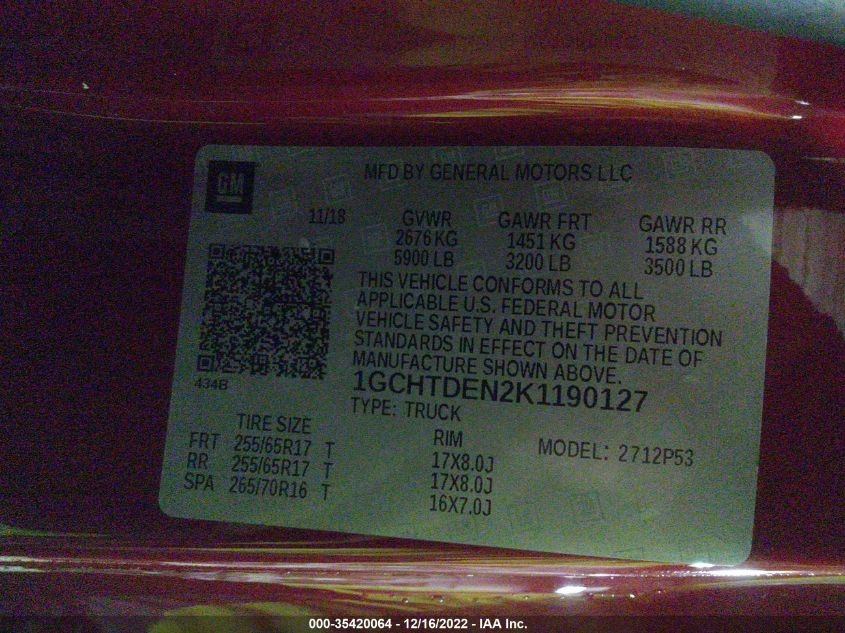 GM
MFD BY GENERAL MOTORS LLC
11/18 GVWR GAWR FRT GAWR RR
2676 KG 1451 KG 1588 KG
5900 LB 3200 LB 3500 LB
THIS VEHICLE CONFORMS TO ALL
APPLICABLE U.S. FEDERAL MOTOR
VEHICLE SAFETY AND THEFT PREVENTION
STANDARDS IN EFFECT ON THE DATE OF
MANUFACTURE SHOWN ABOVE.
434B
1GCHTDEN2K1190127
TYPE: TRUCK
TIRE SIZE RIM MODEL: 2712P53
FRT 255/65R17 T 17X8.0J
RR 255/65R17 T 17X8.0J
SPA 265/70R16 T 16X7.0J
000-35420064 - 12/16/2022 - IAA Inc.